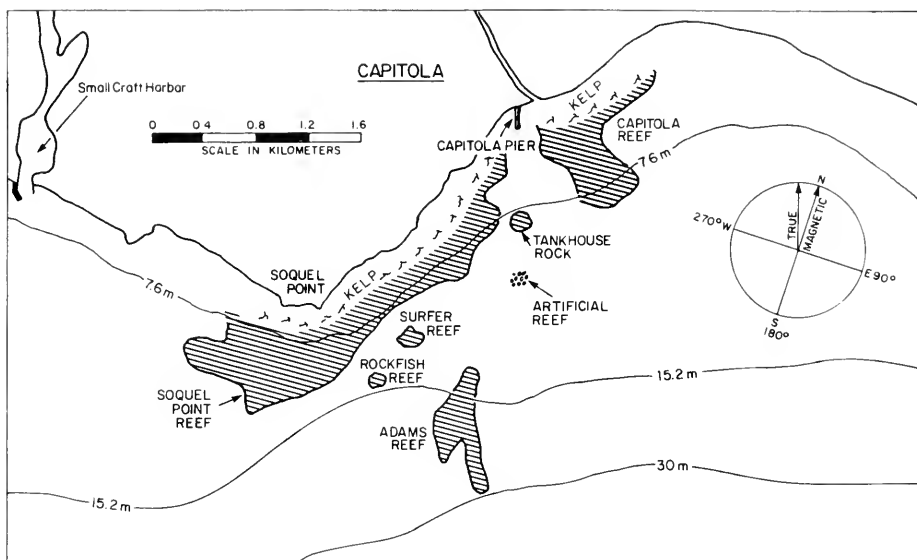 CAPITOLA
Small Craft Harbor
0 0.4 0.8 1.2 1.6
SCALE IN KILOMETERS
CAPITOLA PIER
KELP
CAPITOLA
REEF
7.6m
TANKHOUSE
ROCK
ARTIFICIAL
REEF
N
TRUE
MAGNETIC
270°W
E90°
S
180°
SOQUEL
POINT
KELP
7.6m
SURFER
REEF
ROCKFISH
REEF
SOQUEL
POINT
REEF
ADAMS
REEF
15.2m
30m
15.2m